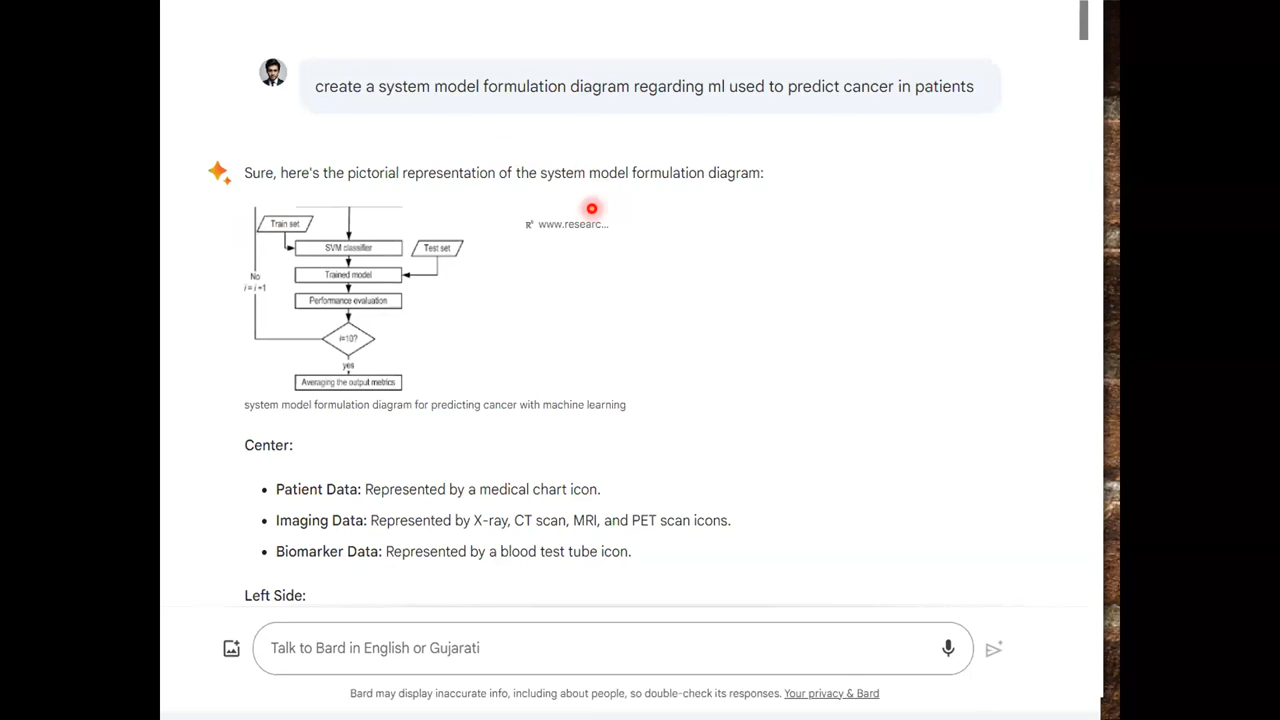 create a system model formulation diagram regarding ml used to predict cancer in patients
Sure, here's the pictorial representation of the system model formulation diagram:
www.researc...
Train set
SVM classifier
Test set
Trained model
No
i = i +1
Performance evaluation
i=10?
yes
Averaging the output metrics
system model formulation diagram for predicting cancer with machine learning
Center:
• Patient Data: Represented by a medical chart icon.
• Imaging Data: Represented by X-ray, CT scan, MRI, and PET scan icons.
• Biomarker Data: Represented by a blood test tube icon.
Left Side:
Talk to Bard in English or Gujarati
Bard may display inaccurate info, including about people, so double-check its responses. Your privacy & Bard